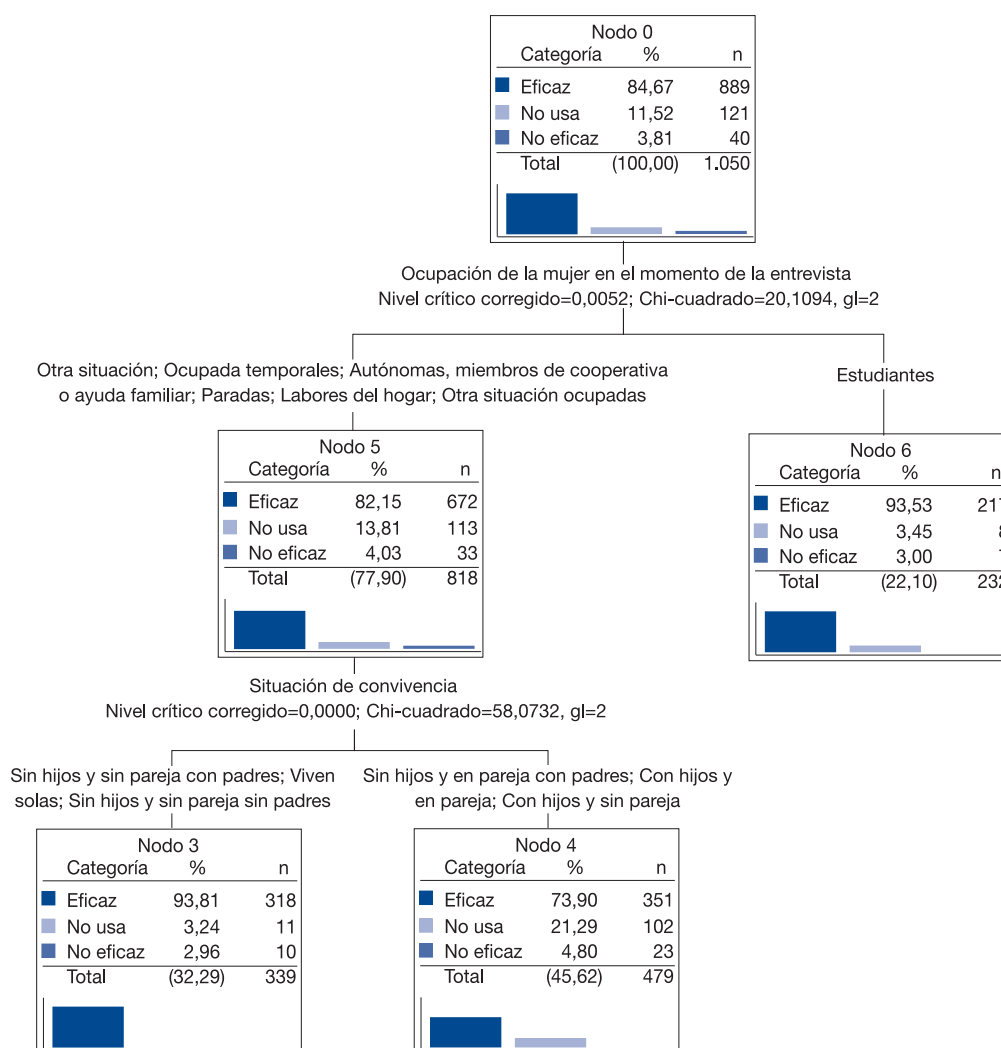 Nodo 0
Categoría % n
Eficaz 84,67 889
No usa 11,52 121
No eficaz 3,81 40
Total (100,00) 1.050
Ocupación de la mujer en el momento de la entrevista
Nivel crítico corregido=0,0052; Chi-cuadrado=20,1094, gl=2
Otra situación; Ocupada temporales; Autónomas, miembros de cooperativa
o ayuda familiar; Paradas; Labores del hogar; Otra situación ocupadas
Estudiantes
Nodo 5
Categoría % n
Eficaz 82,15 672
No usa 13,81 113
No eficaz 4,03 33
Total (77,90) 818
Nodo 6
Categoría % n
Eficaz 93,53 217
No usa 3,45
No eficaz 3,00
Total (22,10) 232
Situación de convivencia
Nivel crítico corregido=0,0000; Chi-cuadrado=58,0732, gl=2
Sin hijos y sin pareja con padres; Viven
solas; Sin hijos y sin pareja sin padres
Sin hijos y en pareja con padres; Con hijos y
en pareja; Con hijos y sin pareja
Nodo 3
Categoría % n
Eficaz 93,81 318
No usa 3,24 11
No eficaz 2,96 10
Total (32,29) 339
Nodo 4
Categoría % n
Eficaz 73,90 351
No usa 21,29 102
No eficaz 4,80 23
Total (45,62) 479